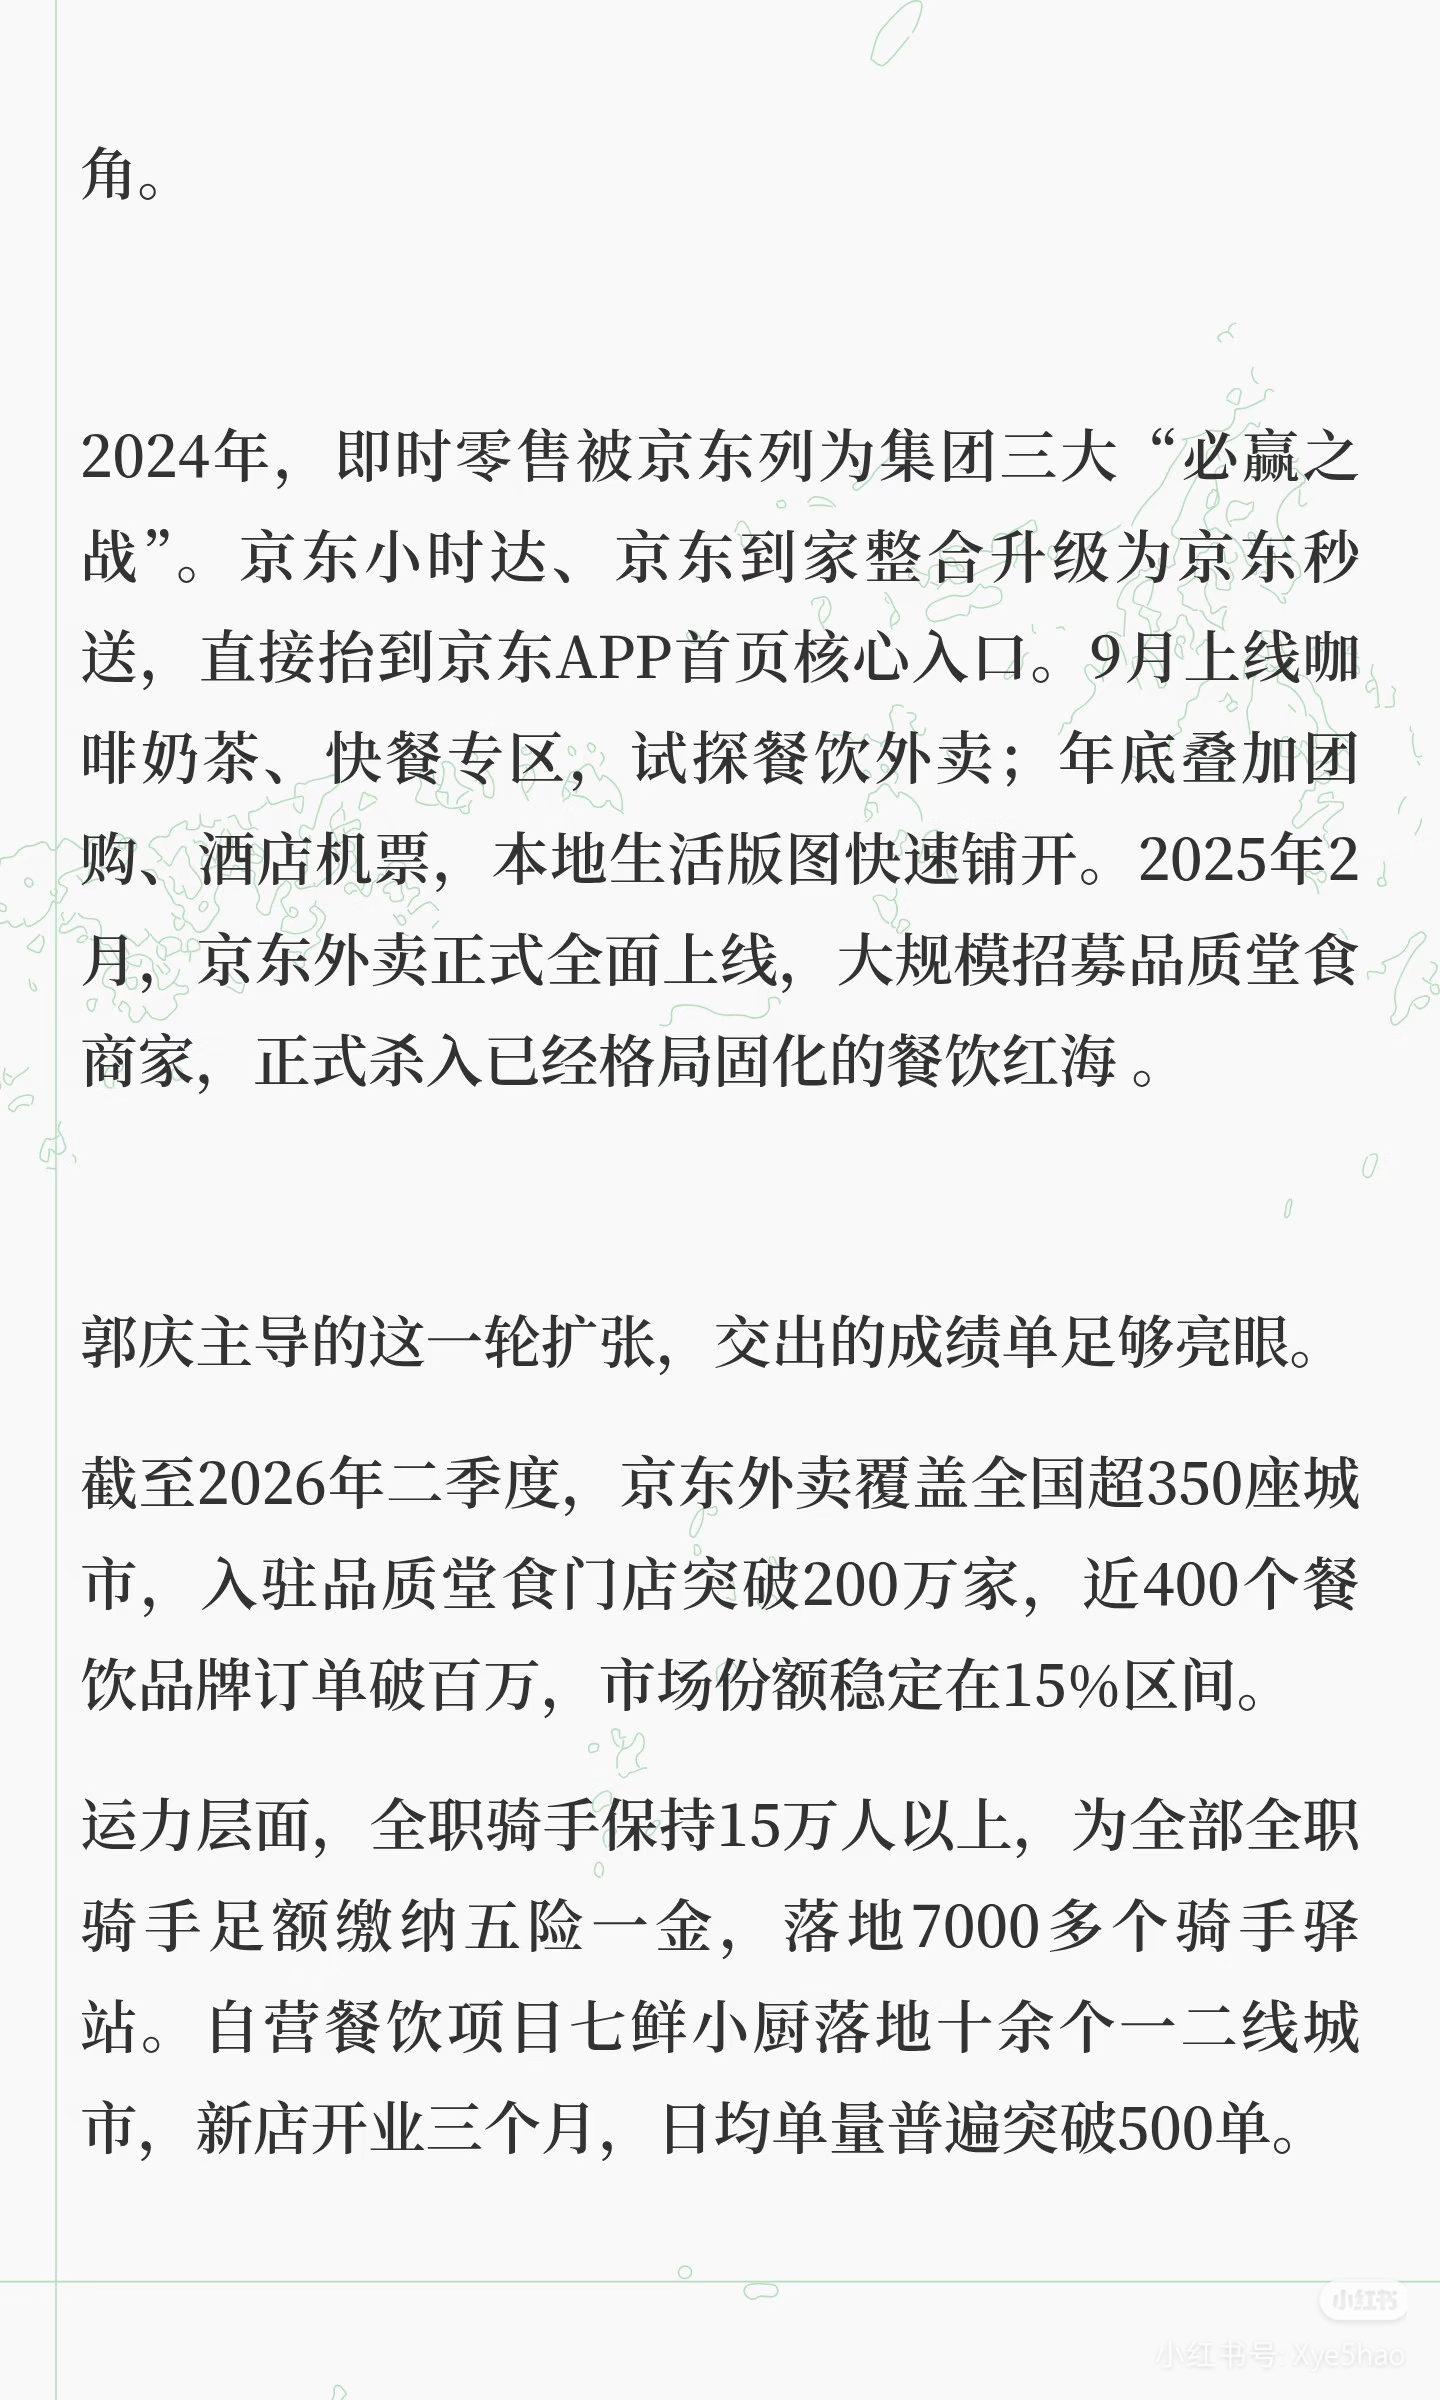 角。
2024年，即时零售被京东列为集团三大“必赢之
战”。京东小时达、京东到家整合升级为京东秒
送，直接抬到京东APP首页核心入口。9月上线咖
啡奶茶、快餐专区，试探餐饮外卖；年底叠加团
购、酒店机票，本地生活版图快速铺开。2025年2
月，京东外卖正式全面上线，大规模招募品质堂食
商家，正式杀入已经格局固化的餐饮红海 。
郭庆主导的这一轮扩张，交出的成绩单足够亮眼。
截至2026年二季度，京东外卖覆盖全国超350座城
市，入驻品质堂食门店突破200万家，近400个餐
饮品牌订单破百万，市场份额稳定在15%区间。
运力层面，全职骑手保持15万人以上，为全部全职
骑手足额缴纳五险一金，落地7000多个骑手驿
站。自营餐饮项目七鲜小厨落地十余个一二线城
市，新店开业三个月，日均单量普遍突破500单。
小红书
小红书号: Xye5hao